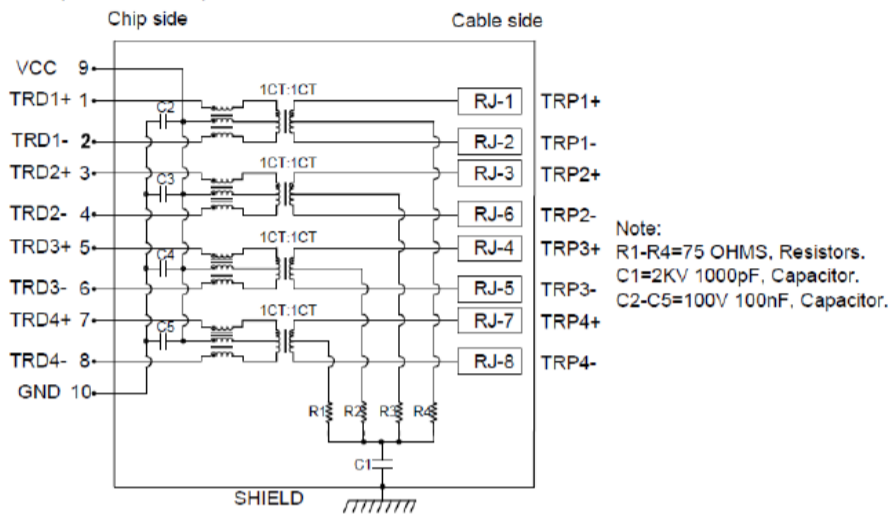 Chip side Cable side
VCC 9
TRD1+ 1 C2 1CT:1CT RJ-1 TRP1+
TRD1- 2 RJ-2 TRP1-
TRD2+ 3 C3 1CT:1CT RJ-3 TRP2+
TRD2- 4 RJ-6 TRP2-
TRD3+ 5 C4 1CT:1CT RJ-4 TRP3+
TRD3- 6 RJ-5 TRP3-
TRD4+ 7 C5 1CT:1CT RJ-7 TRP4+
TRD4- 8 RJ-8 TRP4-
GND 10
R1 R2 R3 R4
C1
SHIELD
Note:
R1-R4=75 OHMS, Resistors.
C1=2KV 1000pF, Capacitor.
C2-C5=100V 100nF, Capacitor.